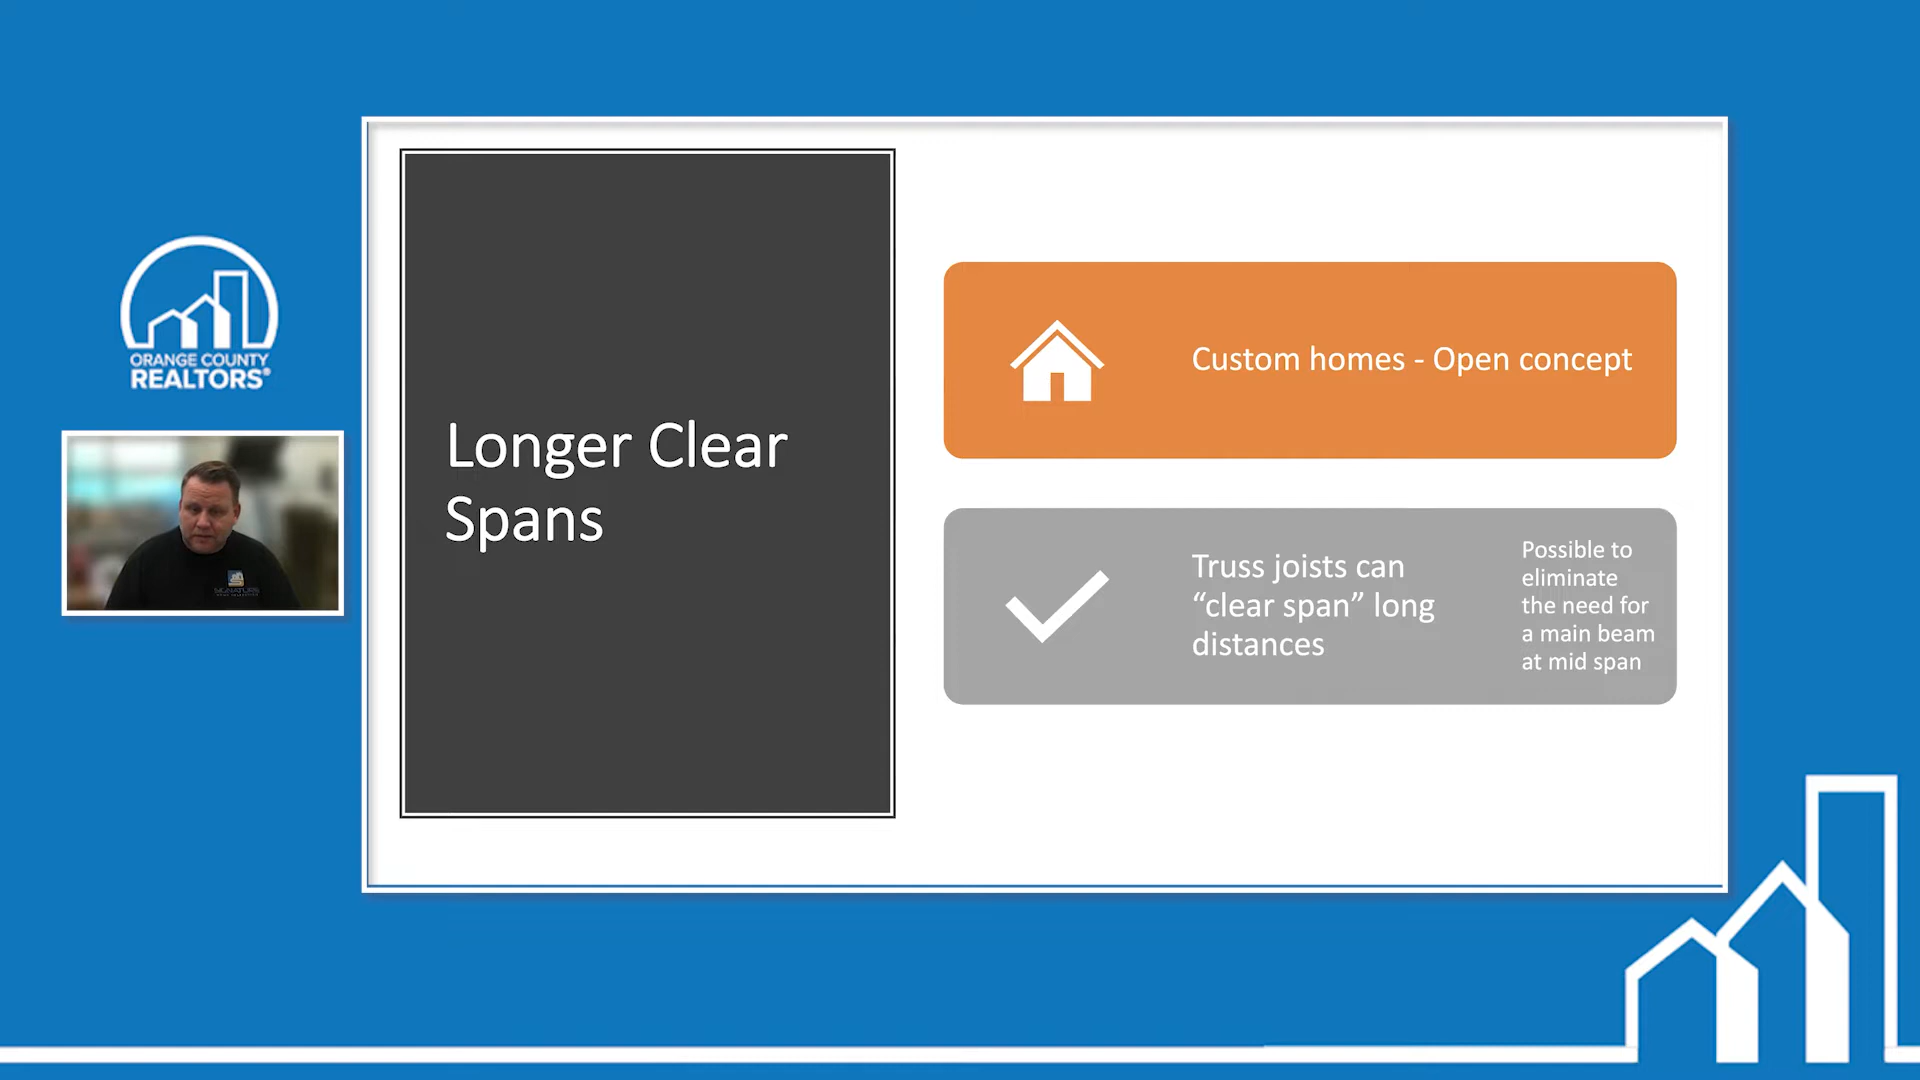 ORANGE COUNTY
REALTORS®
SIGNATURE
Longer Clear
Spans
Custom homes - Open concept
Truss joists can
“clear span” long
distances
Possible to
eliminate
the need for
a main beam
at mid span